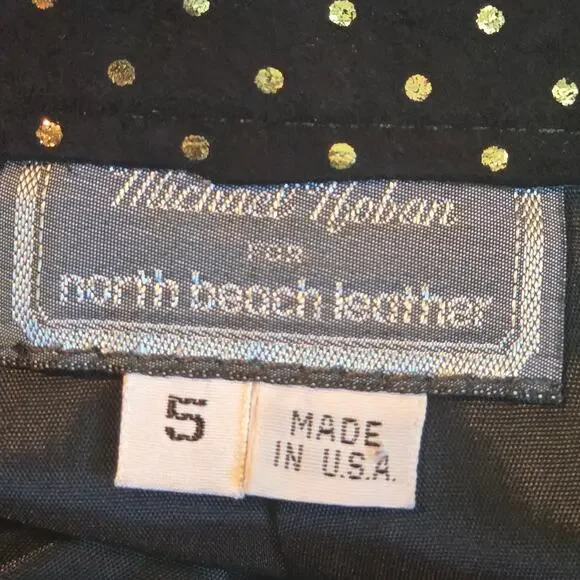 Michael Hoban
FOR
north beach leather
5
MADE
IN U.S.A.